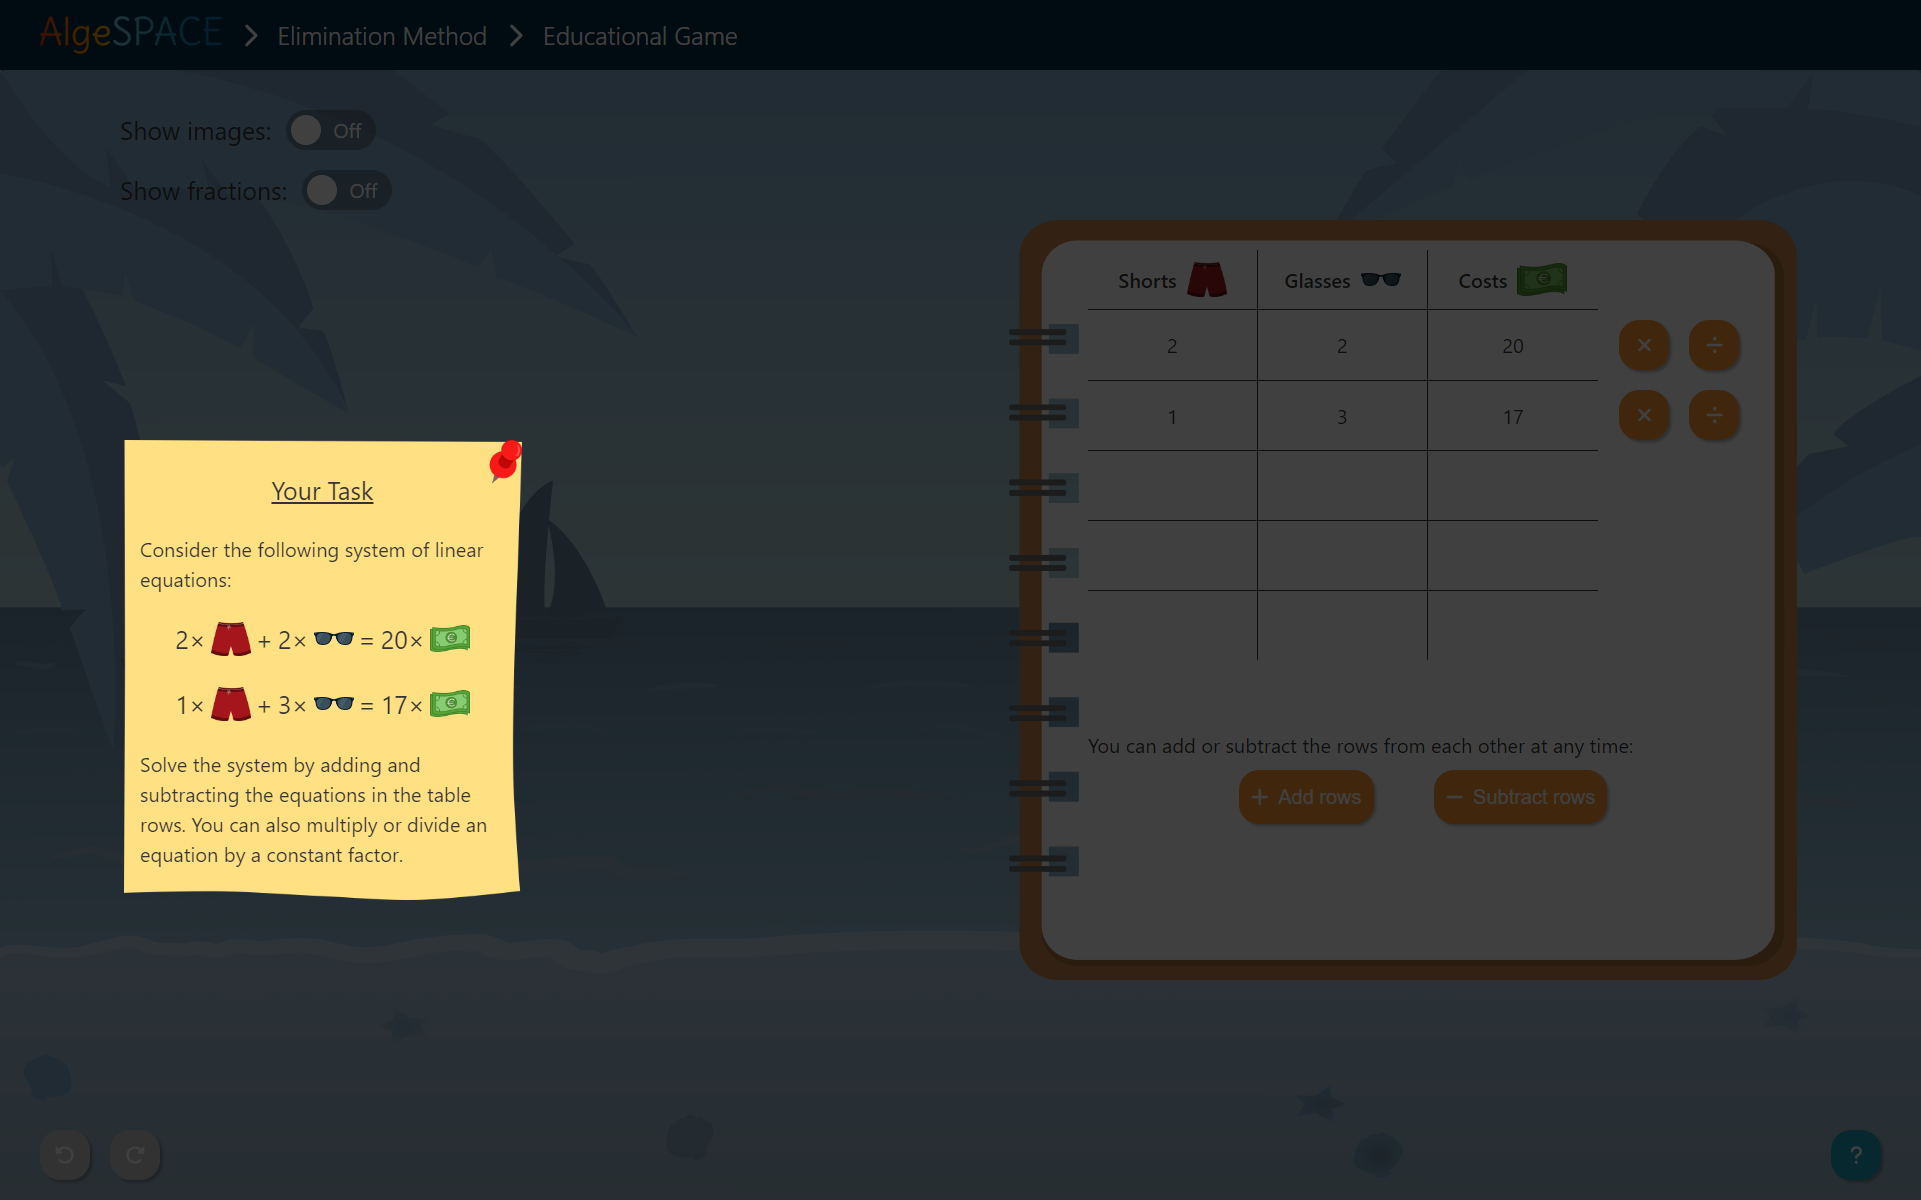 AlgeSPACE > Elimination Method > Educational Game
Show images: Off
Show fractions: Off
Your Task
Consider the following system of linear
equations:
2× + 2× = 20×
1× + 3× = 17×
Solve the system by adding and
subtracting the equations in the table
rows. You can also multiply or divide an
equation by a constant factor.
Shorts Glasses Costs €
2 2 20 × ÷
1 3 17 × ÷
You can add or subtract the rows from each other at any time:
+ Add rows − Subtract rows
?